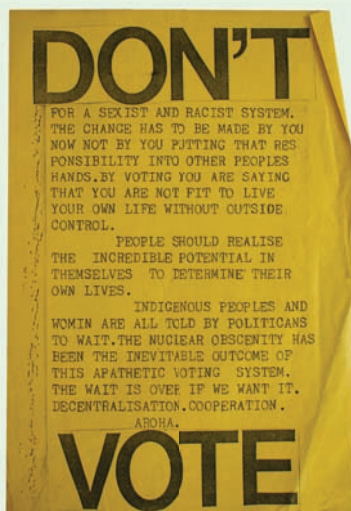 DON'T
FOR A SEXIST AND RACIST SYSTEM.
THE CHANGE HAS TO BE MADE BY YOU
NOW NOT BY YOU PUTTING THAT RES
PONSIBILITY INTO OTHER PEOPLES
HANDS.BY VOTING YOU ARE SAYING
THAT YOU ARE NOT FIT TO LIVE
YOUR OWN LIFE WITHOUT OUTSIDE
CONTROL.
PEOPLE SHOULD REALISE
THE INCREDIBLE POTENTIAL IN
THEMSELVES TO DETERMINE THEIR
OWN LIVES.
INDIGENOUS PEOPLES AND
WOMIN ARE ALL TOLD BY POLITICANS
TO WAIT.THE NUCLEAR OBSCENITY HAS
BEEN THE INEVITABLE OUTCOME OF
THIS APATHETIC VOTING SYSTEM.
THE WAIT IS OVER IF WE WANT IT.
DECENTRALISATION.COOPERATION.
AROHA.
VOTE